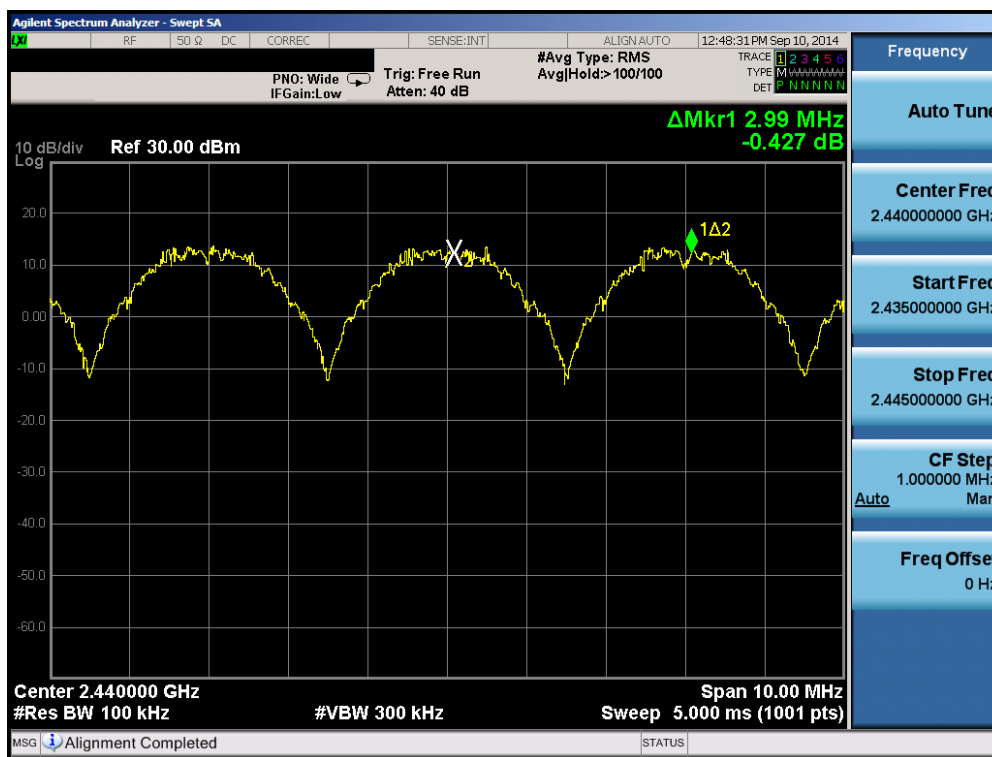 Agilent Spectrum Analyzer - Swept SA
LXI RF 50 Ω DC CORREC SENSE:INT ALIGN AUTO 12:48:31 PM Sep 10, 2014
PNO: Wide Trig: Free Run #Avg Type: RMS TRACE 1 2 3 4 5 6
IFGain:Low Atten: 40 dB Avg|Hold:> 100/100 TYPE M
DET P N N N N N
ΔMkr1 2.99 MHz
-0.427 dB
10 dB/div Ref 30.00 dBm
Log
20.0
10.0
0.00
-10.0
-20.0
-30.0
-40.0
-50.0
-60.0
1Δ2
2
Center 2.440000 GHz Span 10.00 MHz
#Res BW 100 kHz #VBW 300 kHz Sweep 5.000 ms (1001 pts)
MSG Alignment Completed STATUS
Frequency
Auto Tune
Center Freq
2.440000000 GHz
Start Freq
2.435000000 GHz
Stop Freq
2.445000000 GHz
CF Step
1.000000 MHz
Auto Man
Freq Offset
0 Hz